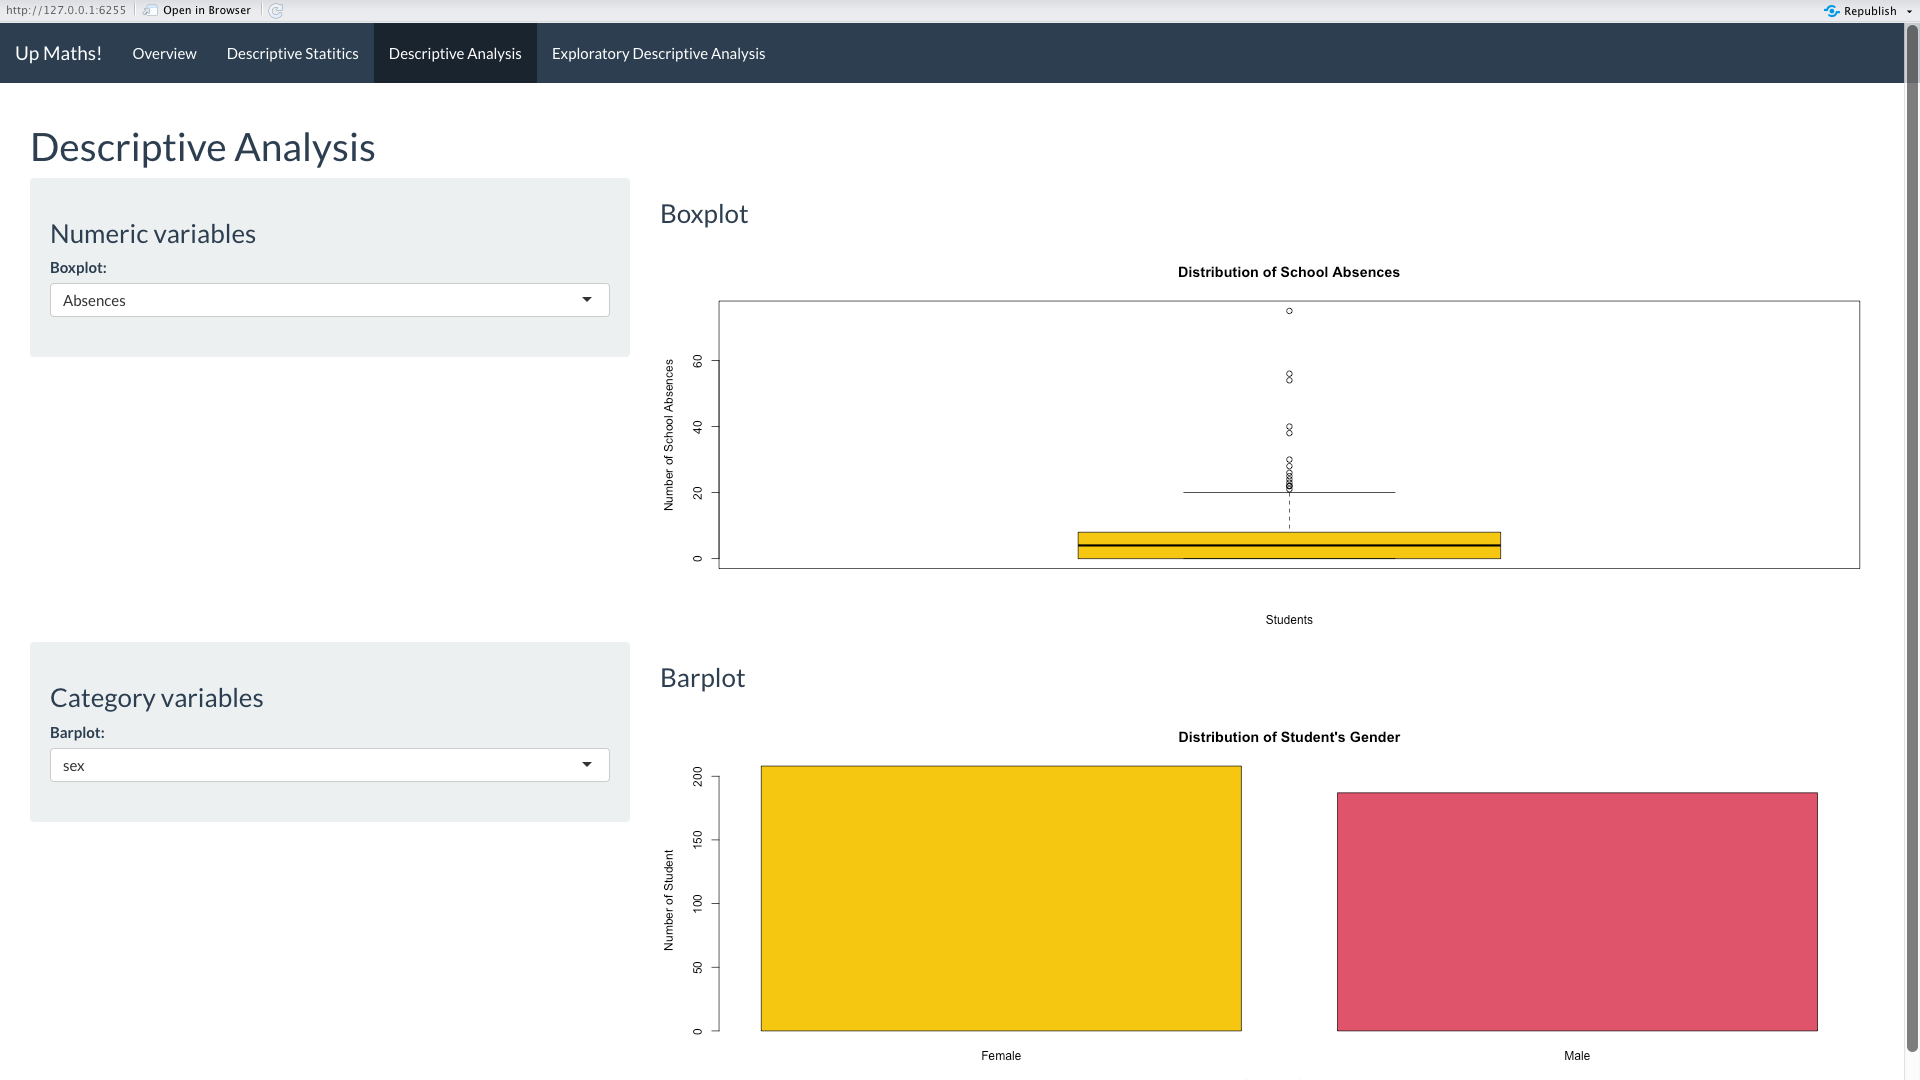 http://127.0.0.1:6255 Open in Browser Republish
Up Maths! Overview Descriptive Statitics Descriptive Analysis Exploratory Descriptive Analysis
Descriptive Analysis
Numeric variables
Boxplot:
Absences
Boxplot
Distribution of School Absences
Number of School Absences
60
40
20
0
Students
Category variables
Barplot:
sex
Barplot
Distribution of Student's Gender
Number of Student
200
150
100
50
0
Female Male